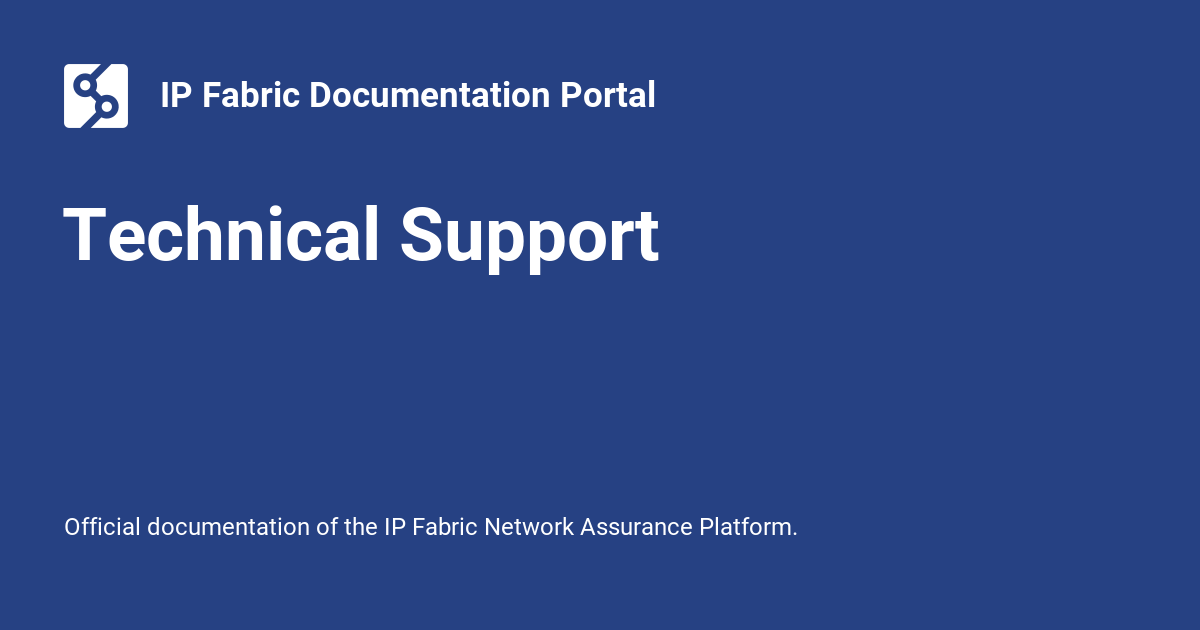 IP Fabric Documentation Portal
Technical Support
Official documentation of the IP Fabric Network Assurance Platform.